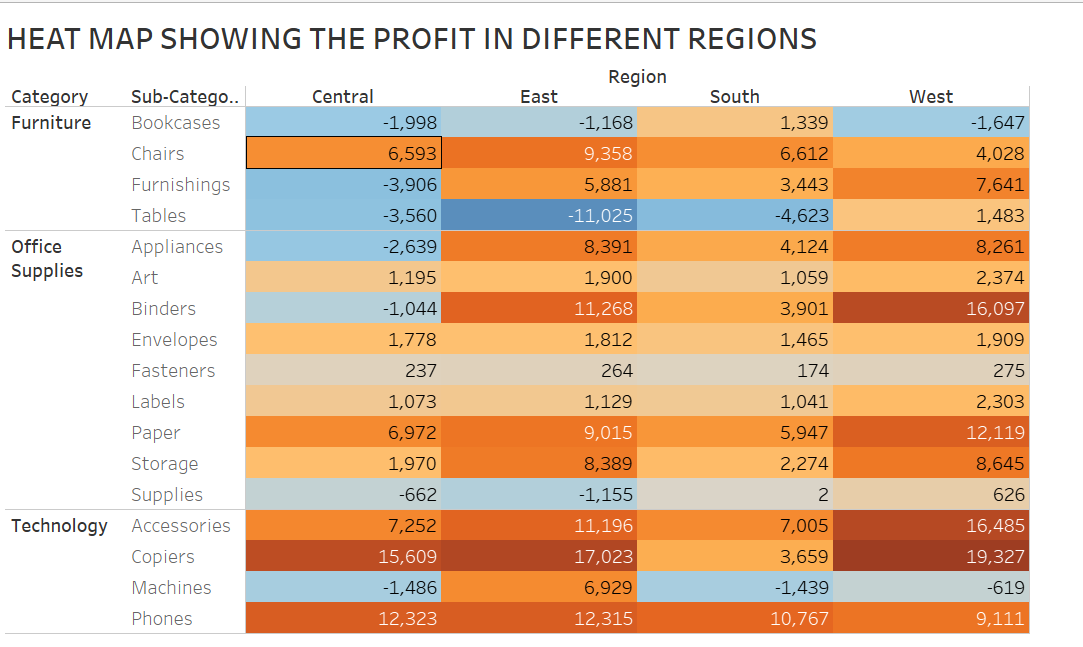 HEAT MAP SHOWING THE PROFIT IN DIFFERENT REGIONS
Region
Category Sub-Catego.. Central East South West
Furniture Bookcases -1,998 -1,168 1,339 -1,647
Chairs 6,593 9,358 6,612 4,028
Furnishings -3,906 5,881 3,443 7,641
Tables -3,560 -11,025 -4,623 1,483
Office Supplies Appliances -2,639 8,391 4,124 8,261
Art 1,195 1,900 1,059 2,374
Binders -1,044 11,268 3,901 16,097
Envelopes 1,778 1,812 1,465 1,909
Fasteners 237 264 174 275
Labels 1,073 1,129 1,041 2,303
Paper 6,972 9,015 5,947 12,119
Storage 1,970 8,389 2,274 8,645
Supplies -662 -1,155 2 626
Technology Accessories 7,252 11,196 7,005 16,485
Copiers 15,609 17,023 3,659 19,327
Machines -1,486 6,929 -1,439 -619
Phones 12,323 12,315 10,767 9,111